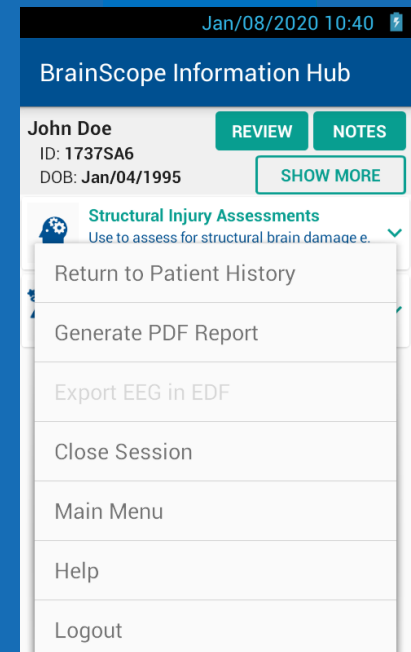 Jan/08/2020 10:40
BrainScope Information Hub
John Doe
REVIEW
NOTES
ID: 1737SA6
DOB: Jan/04/1995
SHOW MORE
Structural Injury Assessments
Use to assess for structural brain damage e.
Return to Patient History
Generate PDF Report
Export EEG in EDF
Close Session
Main Menu
Help
Logout